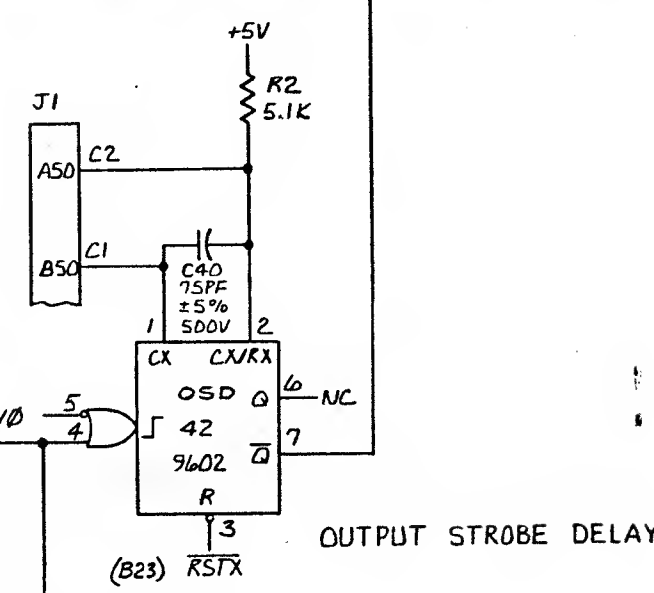 +5V
R2
5.1K
J1
A50
C2
B50
C1
C40
75PF
±5%
500V
1
2
CX
CX/RX
OSD
Q
6
NC
5
4
42
9602
Q̅
7
R
3
(B23)
R̅S̅T̅X̅
OUTPUT STROBE DELAY